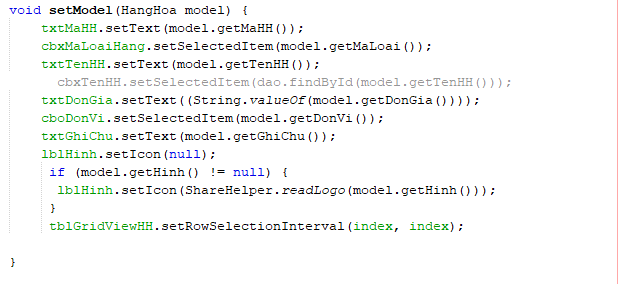 void setModel(HangHoa model) {
txtMaHH.setText(model.getMaHH());
cbxMaLoaiHang.setSelectedItem(model.getMaLoai());
txtTenHH.setText(model.getTenHH());
cbxTenHH.setSelectedItem(dao.findById(model.getTenHH()));
txtDonGia.setText((String.valueOf(model.getDonGia())));
cboDonVi.setSelectedItem(model.getDonVi());
txtGhiChu.setText(model.getGhiChu());
lblHinh.setIcon(null);
if (model.getHinh() != null) {
lblHinh.setIcon(ShareHelper.readLogo(model.getHinh()));
}
tblGridViewHH.setRowSelectionInterval(index, index);
}